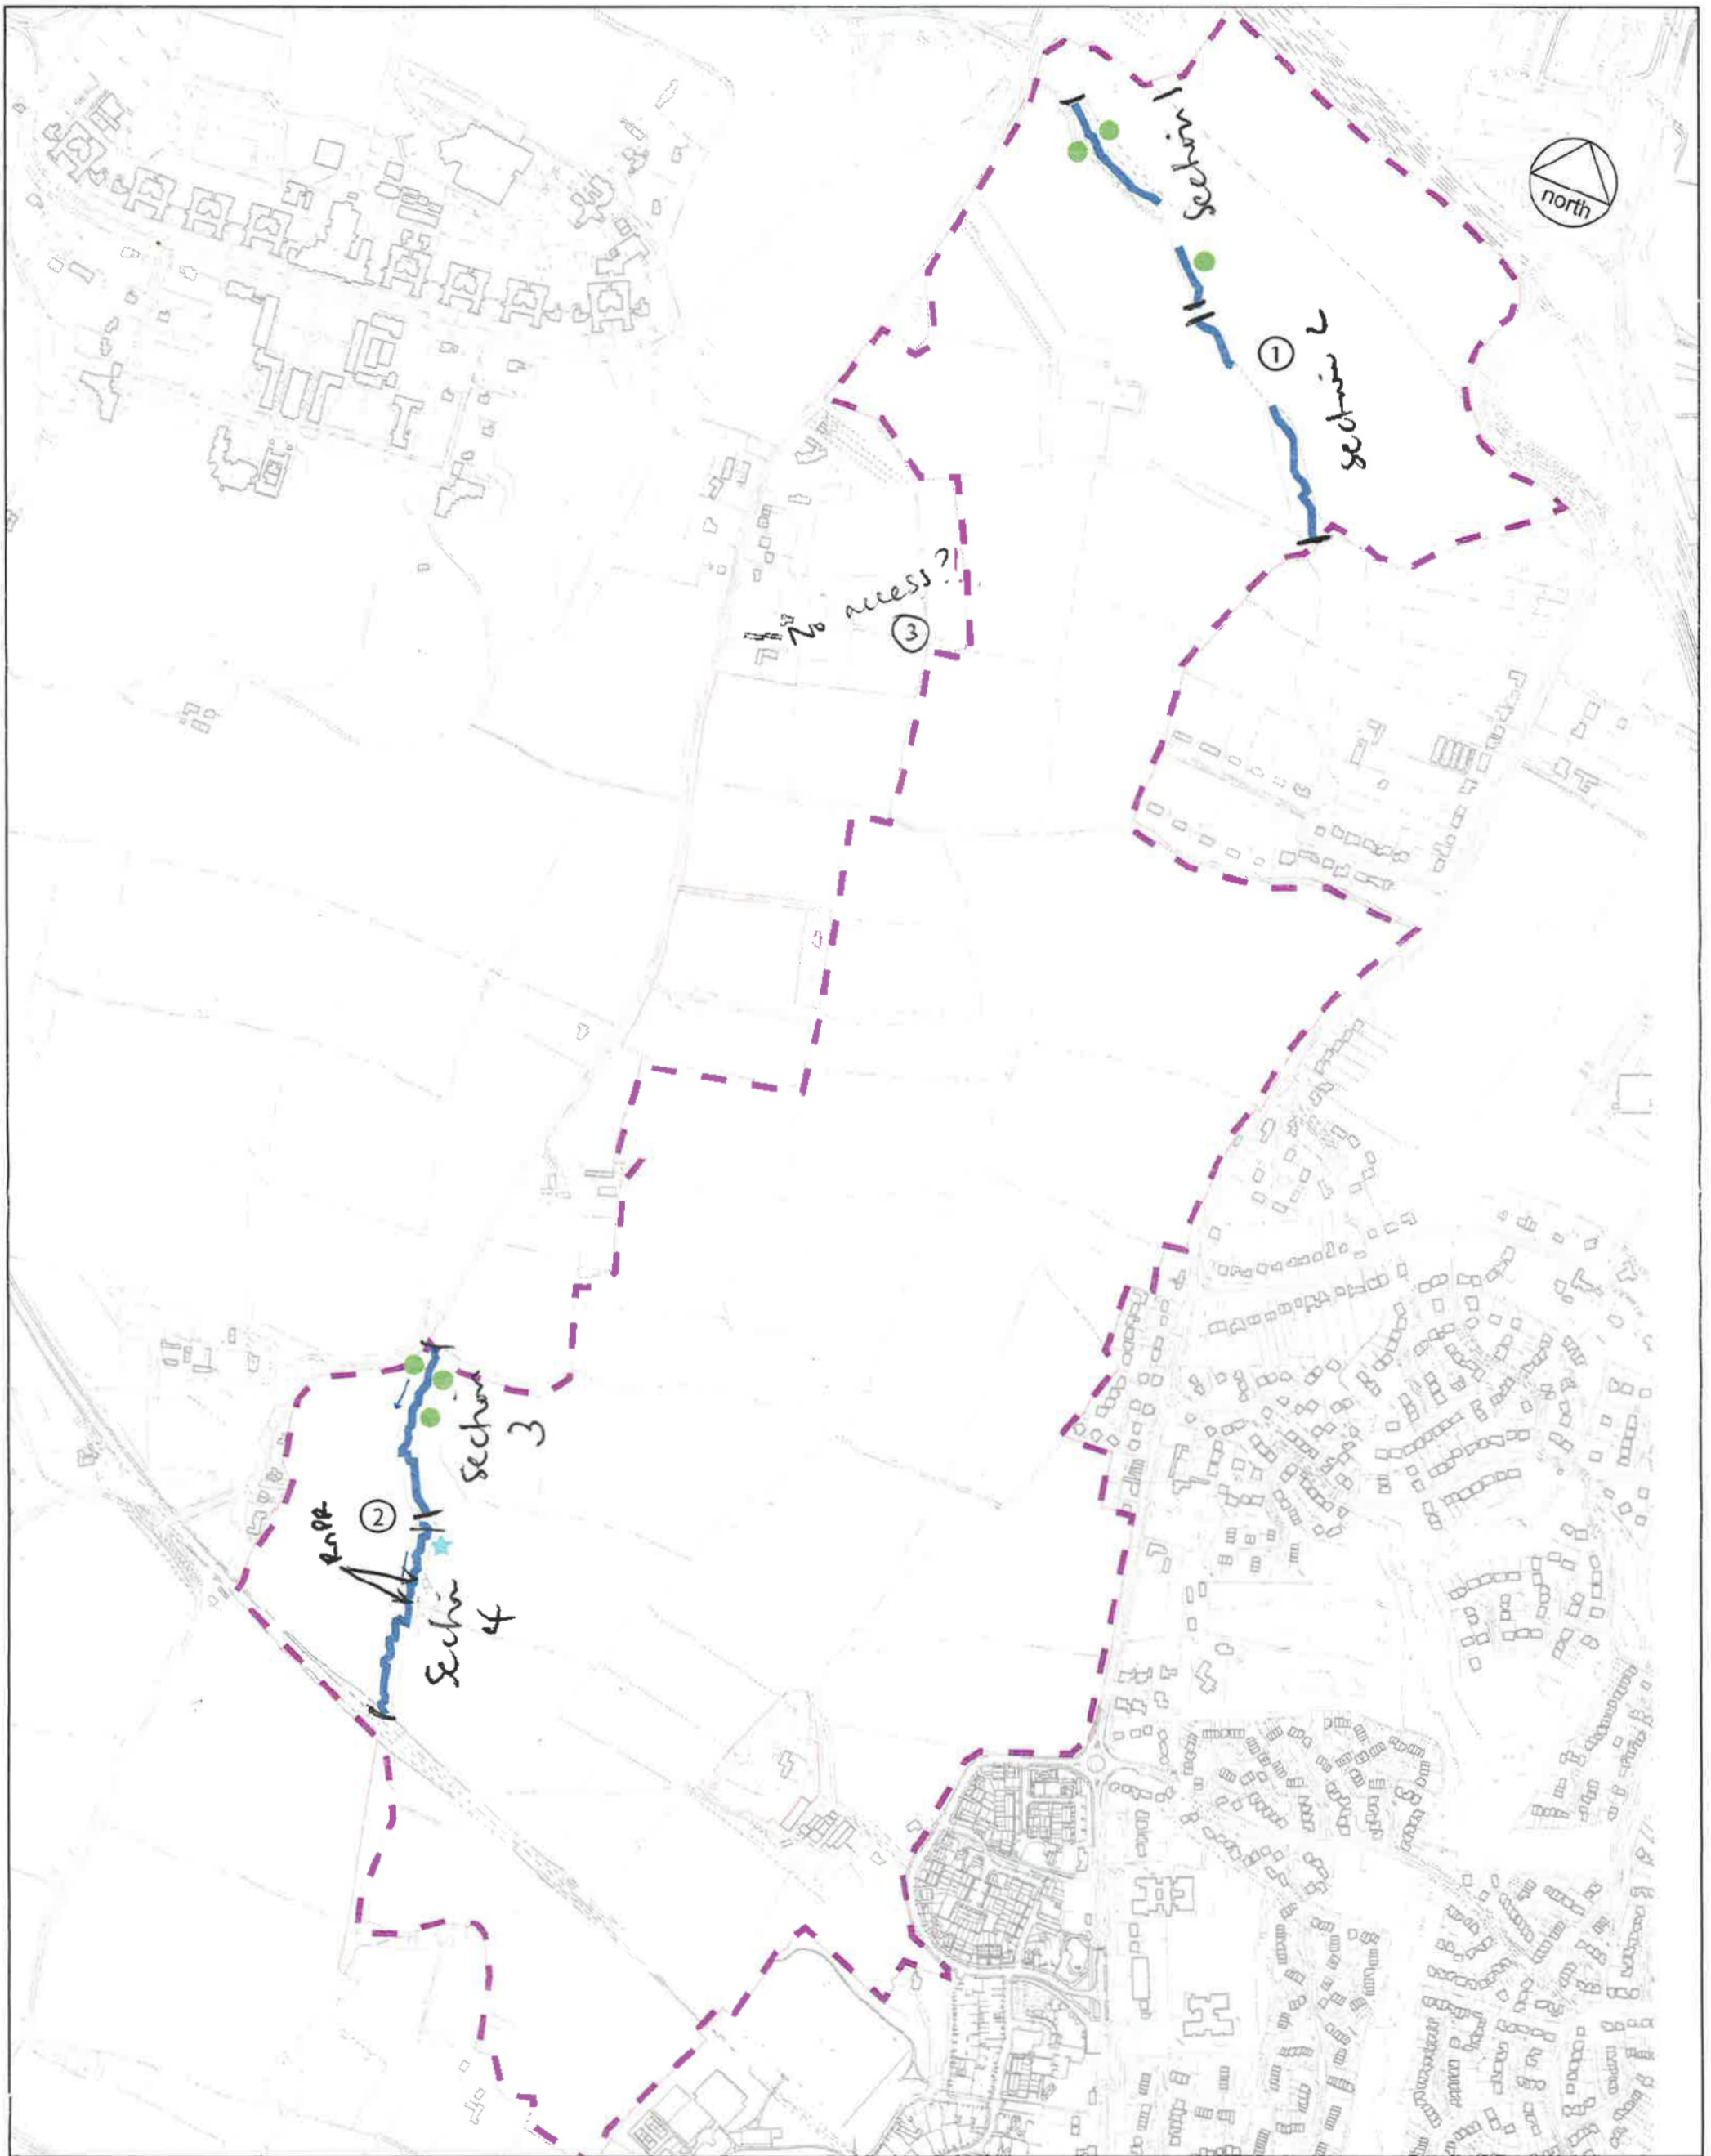 north
section 1
section 2
1
No access?
3
section
3
2
Section
4